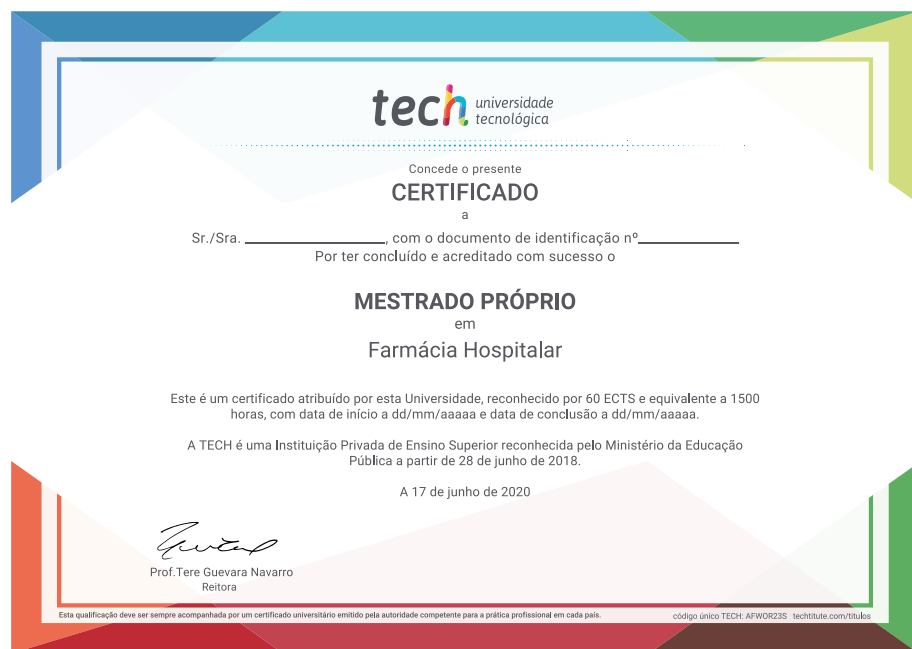 tech universidade
tecnológica
Concede o presente
CERTIFICADO
a
Sr./Sra. ____________________, com o documento de identificação nº______________
Por ter concluído e acreditado com sucesso o
MESTRADO PRÓPRIO
em
Farmácia Hospitalar
Este é um certificado atribuído por esta Universidade, reconhecido por 60 ECTS e equivalente a 1500
horas, com data de início a dd/mm/aaaaa e data de conclusão a dd/mm/aaaaa.
A TECH é uma Instituição Privada de Ensino Superior reconhecida pelo Ministério da Educação
Pública a partir de 28 de junho de 2018.
A 17 de junho de 2020
Prof.Tere Guevara Navarro
Reitora
Esta qualificação deve ser sempre acompanhada por um certificado universitário emitido pela autoridade competente para a prática profissional em cada país.
código único TECH: AFWOR23S techtitute.com/titulos